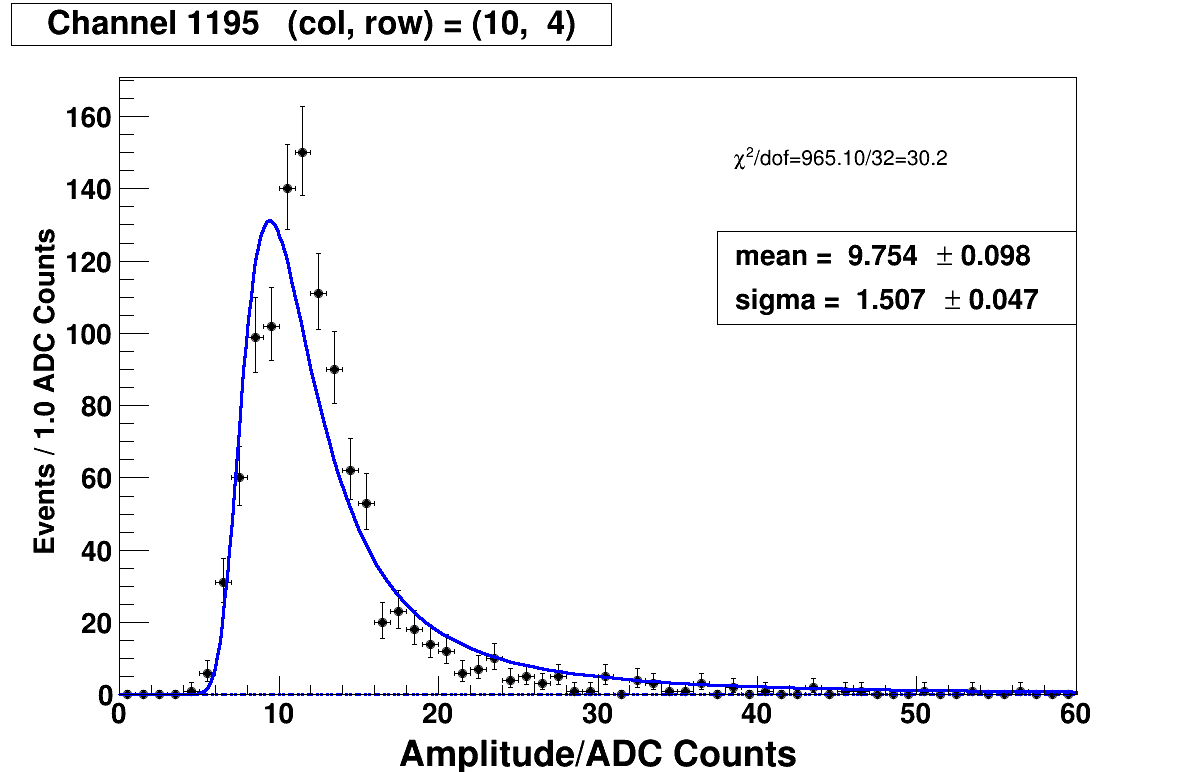 Channel 1195 (col, row) = (10, 4)
χ²/dof=965.10/32=30.2
mean = 9.754 ± 0.098
sigma = 1.507 ± 0.047
Events / 1.0 ADC Counts
160
140
120
100
80
60
40
20
0
0 10 20 30 40 50 60
Amplitude/ADC Counts